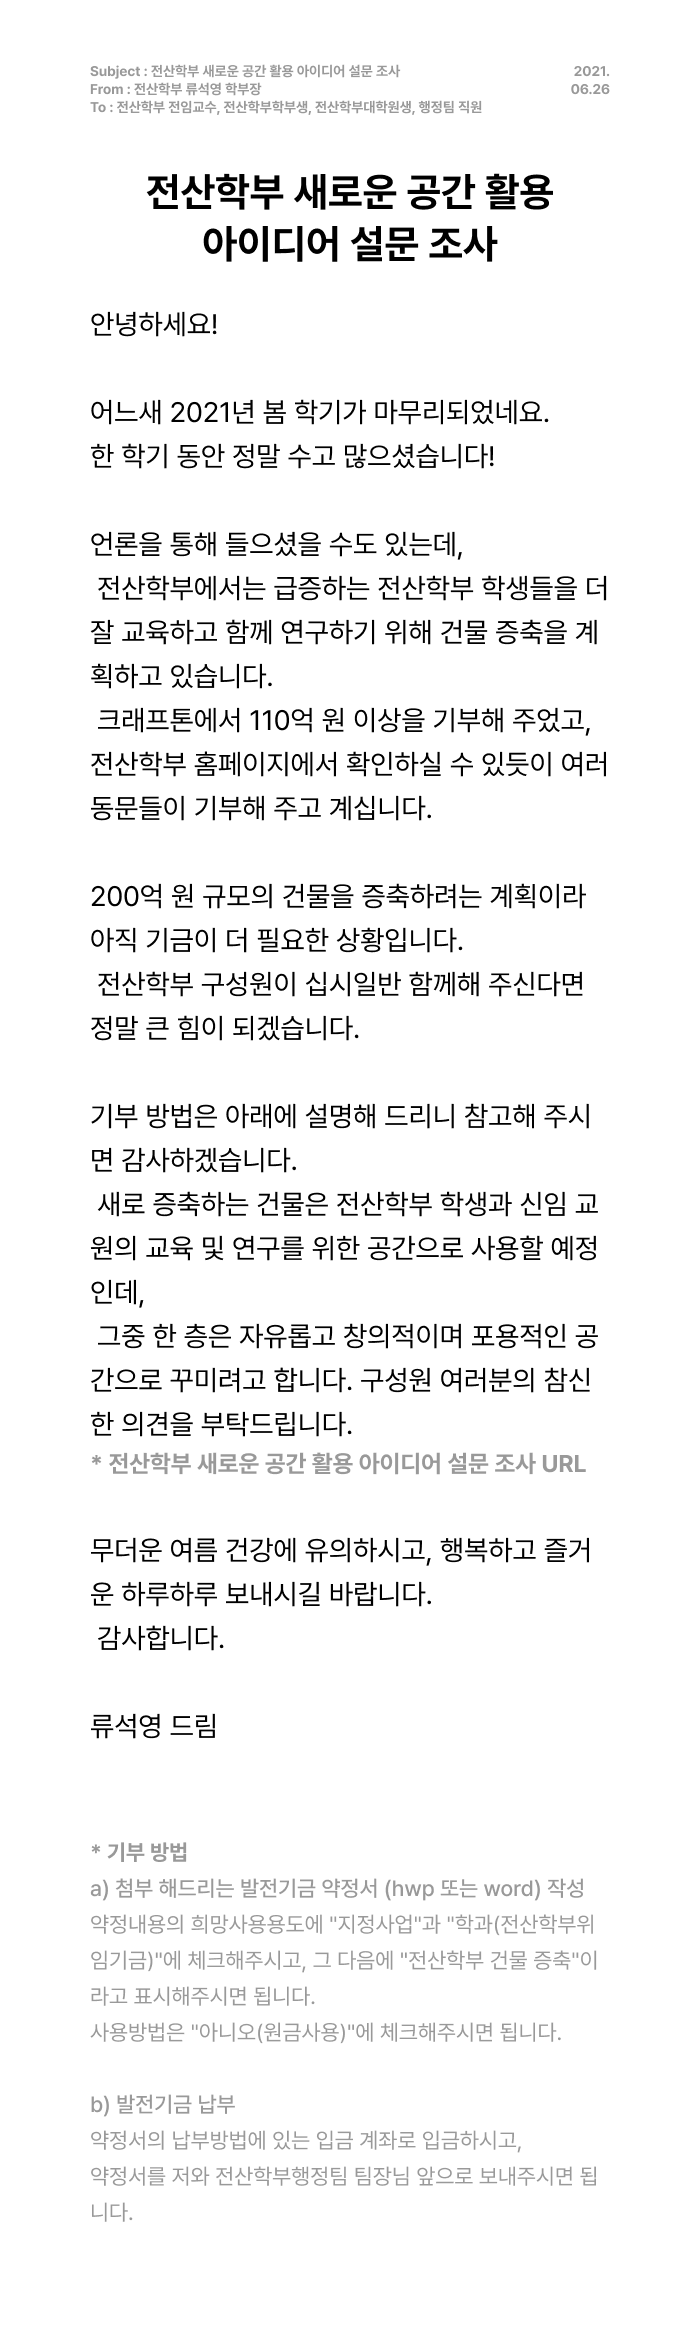 Subject : 전산학부 새로운 공간 활용 아이디어 설문 조사
From : 전산학부 류석영 학부장
To : 전산학부 전임교수, 전산학부학부생, 전산학부대학원생, 행정팀 직원
2021.
06.26
전산학부 새로운 공간 활용
아이디어 설문 조사
안녕하세요!
어느새 2021년 봄 학기가 마무리되었네요.
한 학기 동안 정말 수고 많으셨습니다!
언론을 통해 들으셨을 수도 있는데,
전산학부에서는 급증하는 전산학부 학생들을 더
잘 교육하고 함께 연구하기 위해 건물 증축을 계
획하고 있습니다.
크래프톤에서 110억 원 이상을 기부해 주었고,
전산학부 홈페이지에서 확인하실 수 있듯이 여러
동문들이 기부해 주고 계십니다.
200억 원 규모의 건물을 증축하려는 계획이라
아직 기금이 더 필요한 상황입니다.
전산학부 구성원이 십시일반 함께해 주신다면
정말 큰 힘이 되겠습니다.
기부 방법은 아래에 설명해 드리니 참고해 주시
면 감사하겠습니다.
새로 증축하는 건물은 전산학부 학생과 신임 교
원의 교육 및 연구를 위한 공간으로 사용할 예정
인데,
그중 한 층은 자유롭고 창의적이며 포용적인 공
간으로 꾸미려고 합니다. 구성원 여러분의 참신
한 의견을 부탁드립니다.
* 전산학부 새로운 공간 활용 아이디어 설문 조사 URL
무더운 여름 건강에 유의하시고, 행복하고 즐거
운 하루하루 보내시길 바랍니다.
감사합니다.
류석영 드림
* 기부 방법
a) 첨부 해드리는 발전기금 약정서 (hwp 또는 word) 작성
약정내용의 희망사용용도에 "지정사업"과 "학과(전산학부위
임기금)"에 체크해주시고, 그 다음에 "전산학부 건물 증축"이
라고 표시해주시면 됩니다.
사용방법은 "아니오(원금사용)"에 체크해주시면 됩니다.
b) 발전기금 납부
약정서의 납부방법에 있는 입금 계좌로 입금하시고,
약정서를 저와 전산학부행정팀 팀장님 앞으로 보내주시면 됩
니다.